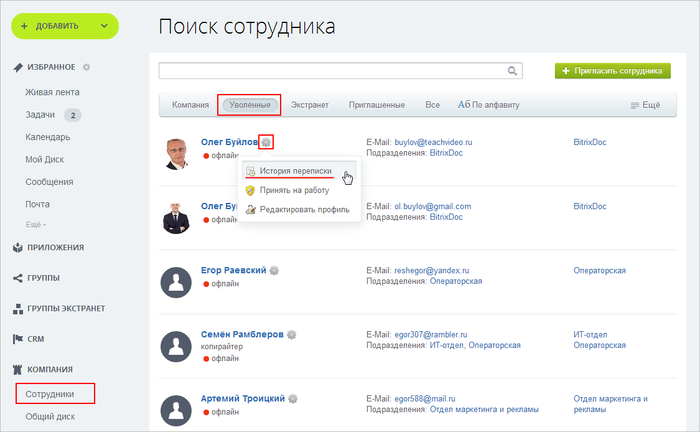 + ДОБАВИТЬ
ИЗБРАННОЕ
Живая лента
Задачи 2
Календарь
Мой Диск
Сообщения
Почта
Ещё
ПРИЛОЖЕНИЯ
ГРУППЫ
ГРУППЫ ЭКСТРАНЕТ
CRM
КОМПАНИЯ
Сотрудники
Общий диск
Поиск сотрудника
+ Пригласить сотрудника
Компания Уволенные Экстранет Приглашенные Все Аб По алфавиту Ещё
Олег Буйлов
офлайн
E-Mail: buylov@teachvideo.ru
Подразделения: BitrixDoc
BitrixDoc
История переписки
Принять на работу
Редактировать профиль
Олег Бу
офлайн
E-Mail: ol.buylov@gmail.com
Подразделения: BitrixDoc
BitrixDoc
Егор Раевский
офлайн
E-Mail: reshegor@yandex.ru
Подразделения: Операторская
Операторская
Семён Рамблеров
копирайтер
офлайн
E-Mail: egor307@rambler.ru
Подразделения: ИТ-отдел, Операторская
ИТ-отдел
Операторская
Артемий Троицкий
офлайн
E-Mail: egor588@mail.ru
Подразделения: Отдел маркетинга и рекламы
Отдел маркетинга и
рекламы